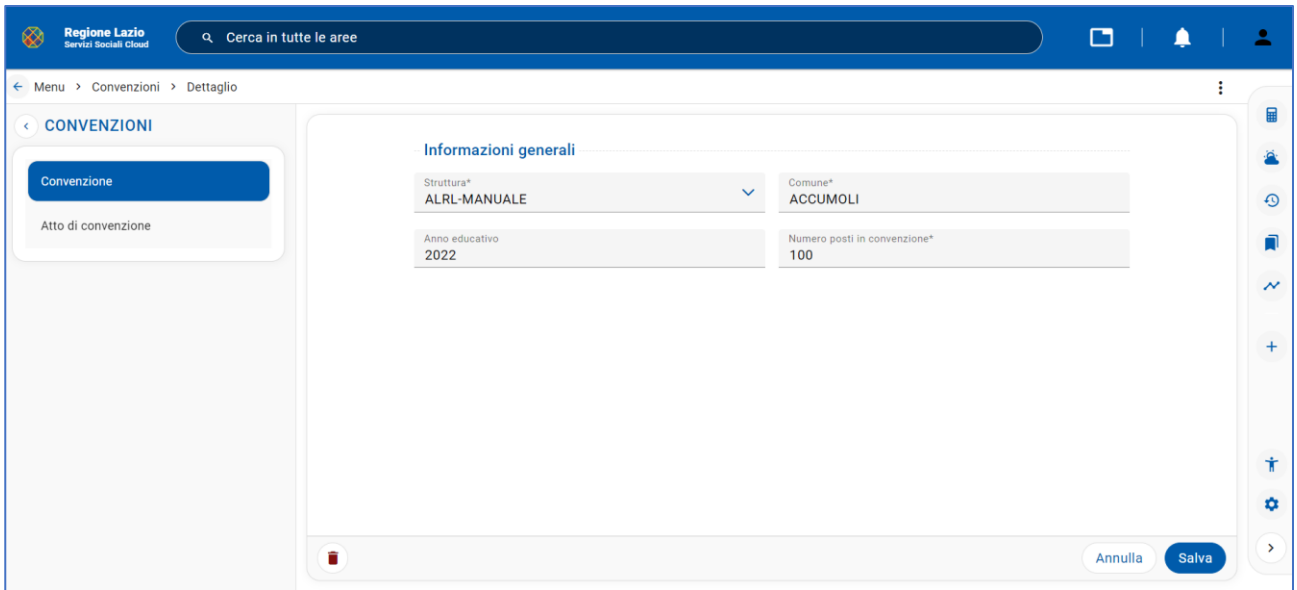 Regione Lazio
Servizi Sociali Cloud
Cerca in tutte le aree
Menu > Convenzioni > Dettaglio
CONVENZIONI
Convenzione
Atto di convenzione
Informazioni generali
Struttura*
ALRL-MANUALE
Comune*
ACCUMOLI
Anno educativo
2022
Numero posti in convenzione*
100
Annulla
Salva